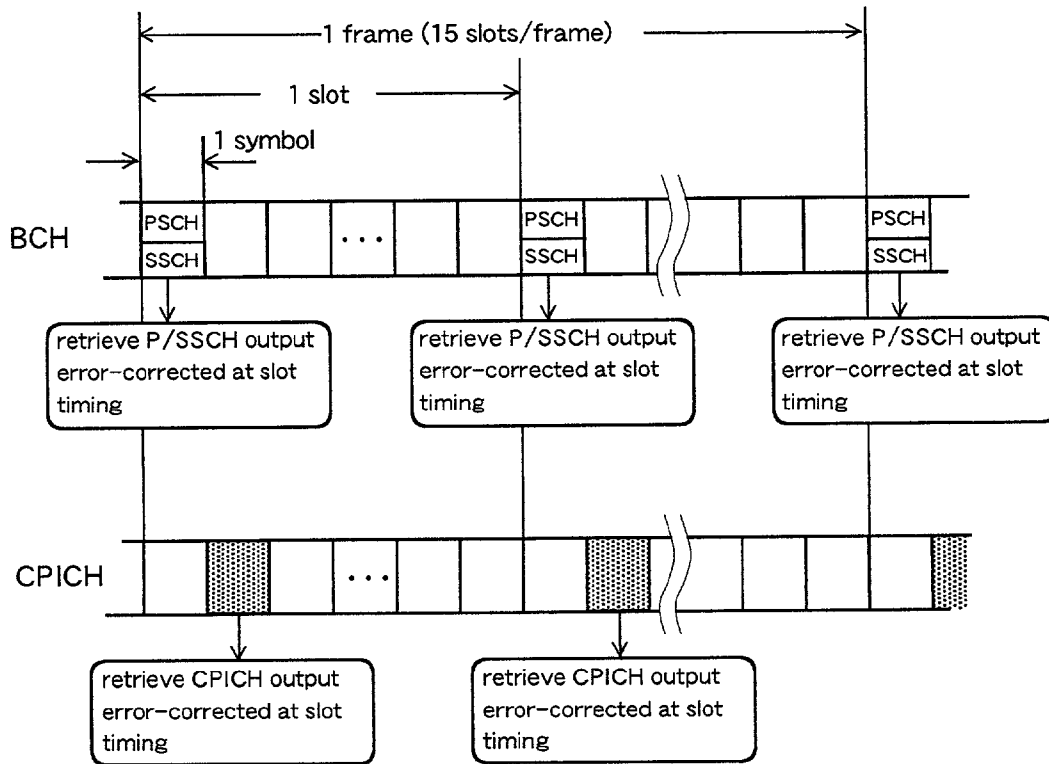 1 frame (15 slots/frame)
1 slot
1 symbol
BCH
PSCH
SSCH
...
PSCH
SSCH
PSCH
SSCH
retrieve P/SSCH output
error-corrected at slot
timing
retrieve P/SSCH output
error-corrected at slot
timing
retrieve P/SSCH output
error-corrected at slot
timing
CPICH
...
retrieve CPICH output
error-corrected at slot
timing
retrieve CPICH output
error-corrected at slot
timing